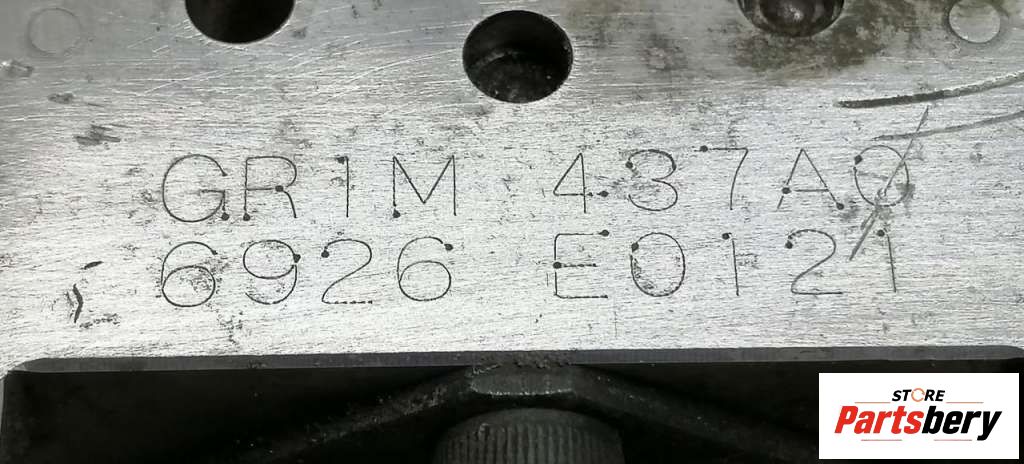 GR1M 437A0
6926 E0121
STORE
Partsbery